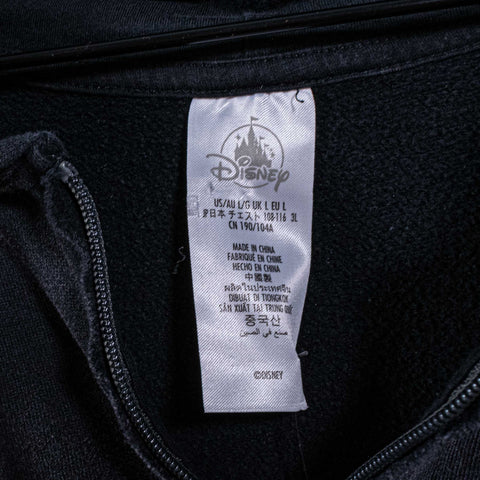 Disney
US/AU L/G UK L EU L
日本 チェスト 108-116 3L
CN 190/104A
MADE IN CHINA
FABRIQUÉ EN CHINE
HECHO EN CHINA
中國製
ผลิตในประเทศจีน
DIBUAT DI TIONGKOK
SẢN XUẤT TẠI TRUNG QUỐC
중국산
صنع في الصين
©DISNEY